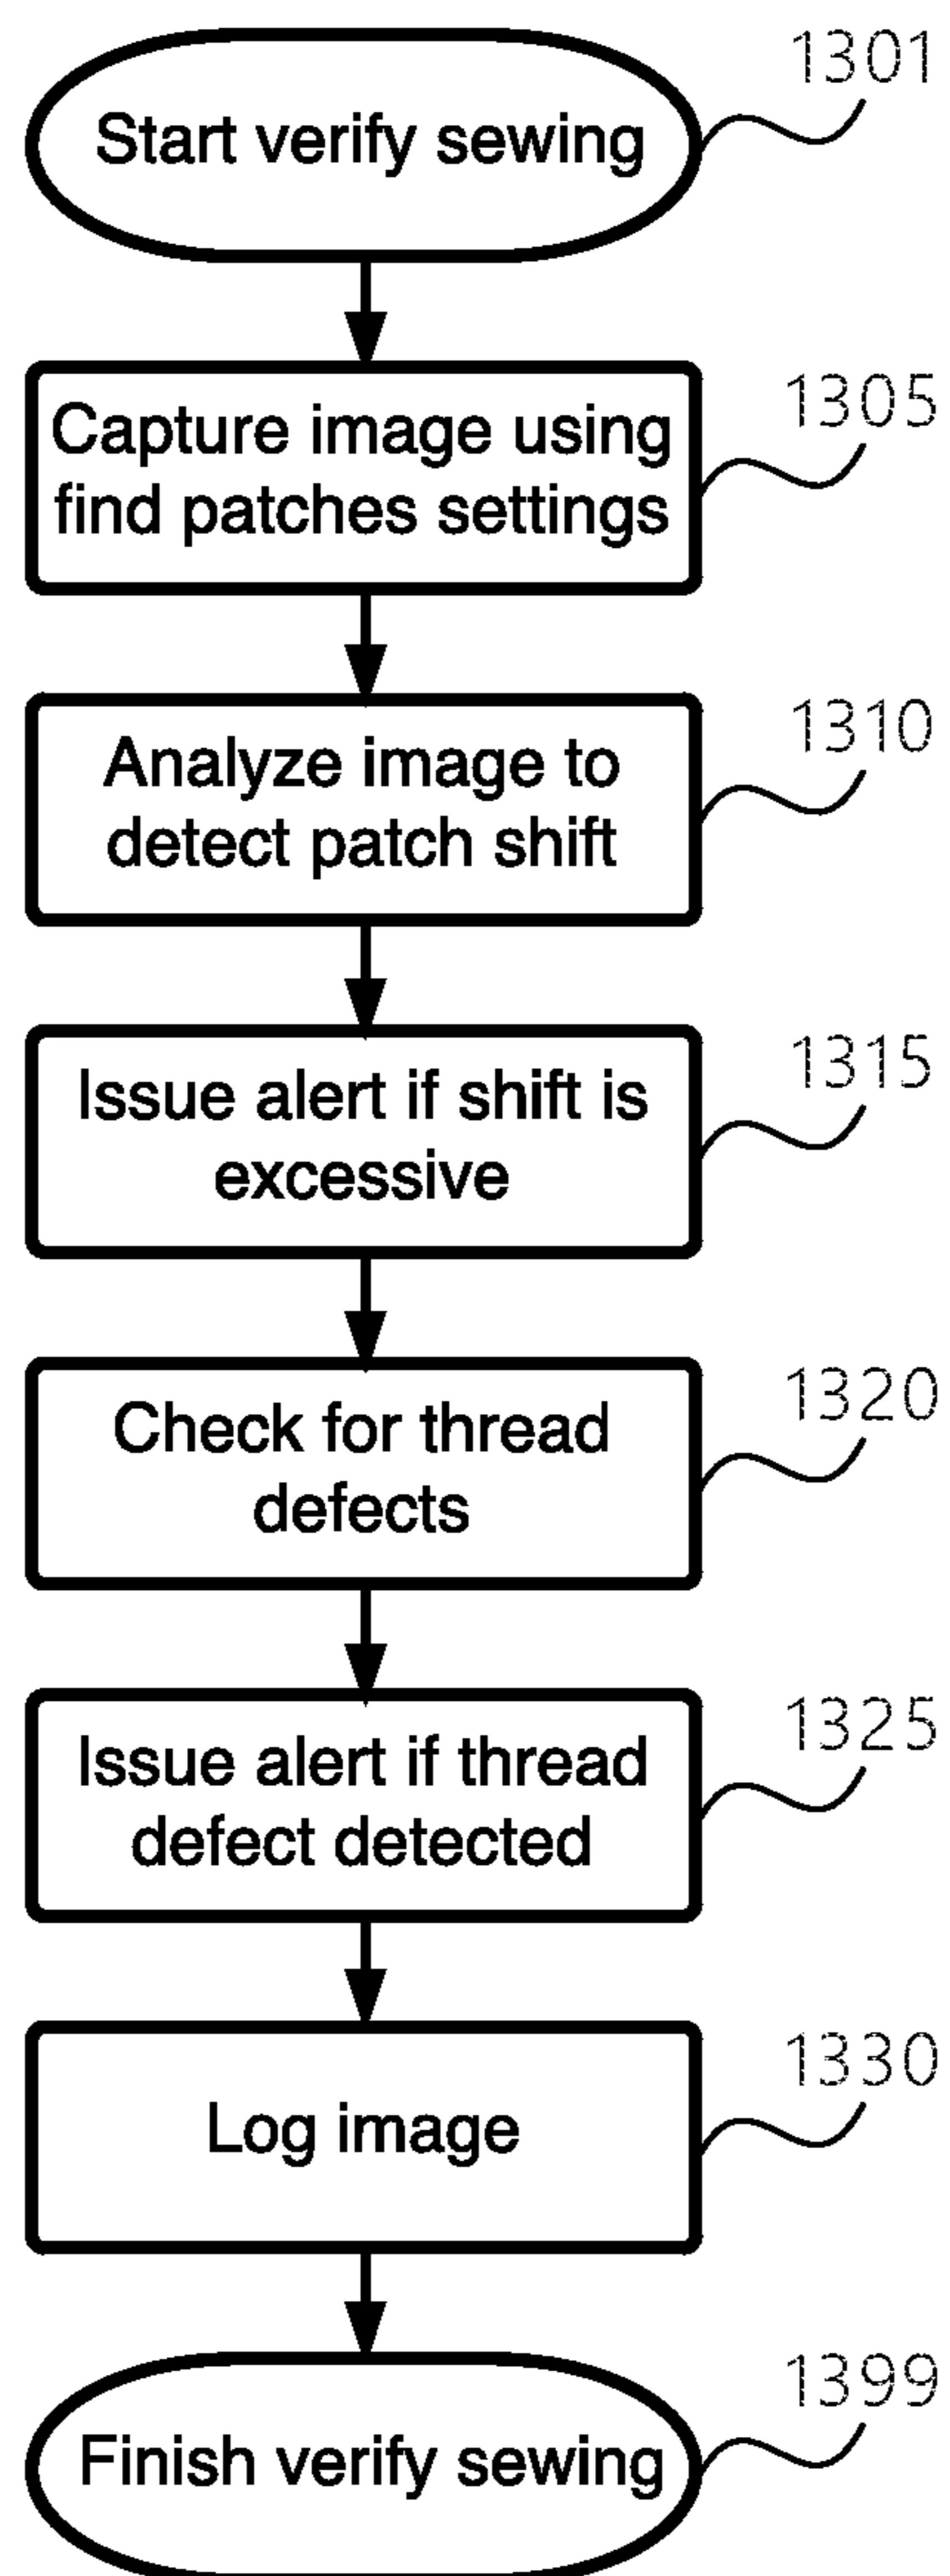 1301
Start verify sewing
1305
Capture image using
find patches settings
1310
Analyze image to
detect patch shift
1315
Issue alert if shift is
excessive
1320
Check for thread
defects
1325
Issue alert if thread
defect detected
1330
Log image
1399
Finish verify sewing